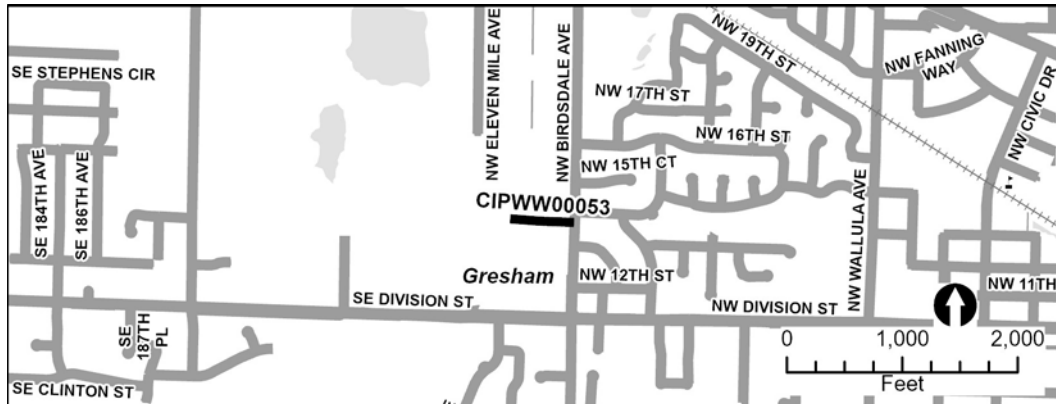 SE STEPHENS CIR
SE 184TH AVE
SE 186TH AVE
NW ELEVEN MILE AVE
NW BIRDSDALE AVE
NW 19TH ST
NW FANNING
WAY
NW CIVIC DR
NW 17TH ST
NW 16TH ST
NW 15TH CT
CIPWW00053
NW WALLULA AVE
Gresham
NW 12TH ST
NW 11TH
SE DIVISION ST
NW DIVISION ST
SE
187TH
PL
SE CLINTON ST
0 1,000 2,000
Feet